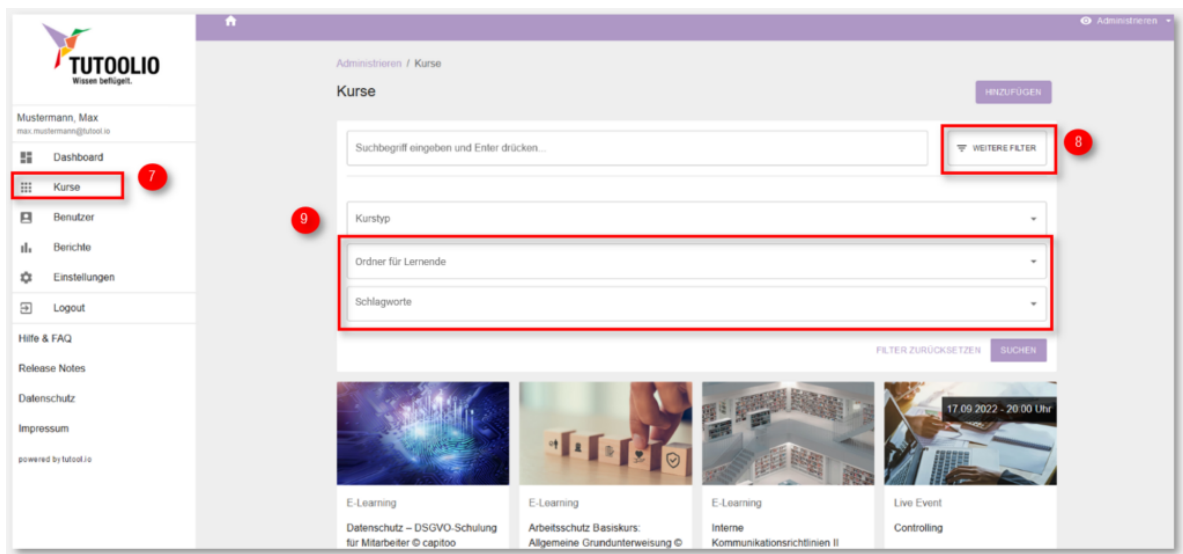 TUTOOLIO
Wissen beflügelt.
Administrieren
Mustermann, Max
max.mustermann@tutool.io
Dashboard
Kurse
7
Benutzer
Berichte
Einstellungen
Logout
Hilfe & FAQ
Release Notes
Datenschutz
Impressum
powered by tutool.io
Administrieren / Kurse
Kurse
HINZUFÜGEN
Suchbegriff eingeben und Enter drücken...
WEITERE FILTER
8
9
Kurstyp
Ordner für Lernende
Schlagworte
FILTER ZURÜCKSETZEN
SUCHEN
17.09.2022 - 20:00 Uhr
E-Learning
Datenschutz – DSGVO-Schulung
für Mitarbeiter © capitoo
E-Learning
Arbeitsschutz Basiskurs:
Allgemeine Grundunterweisung ©
E-Learning
Interne
Kommunikationsrichtlinien II
Live Event
Controlling